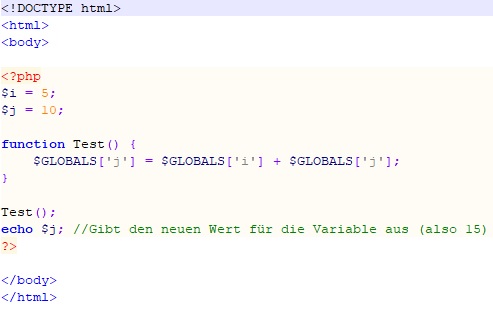 <!DOCTYPE html>
<html>
<body>
<?php
$i = 5;
$j = 10;
function Test() {
$GLOBALS['j'] = $GLOBALS['i'] + $GLOBALS['j'];
}
Test();
echo $j; //Gibt den neuen Wert für die Variable aus (also 15)
?>
</body>
</html>